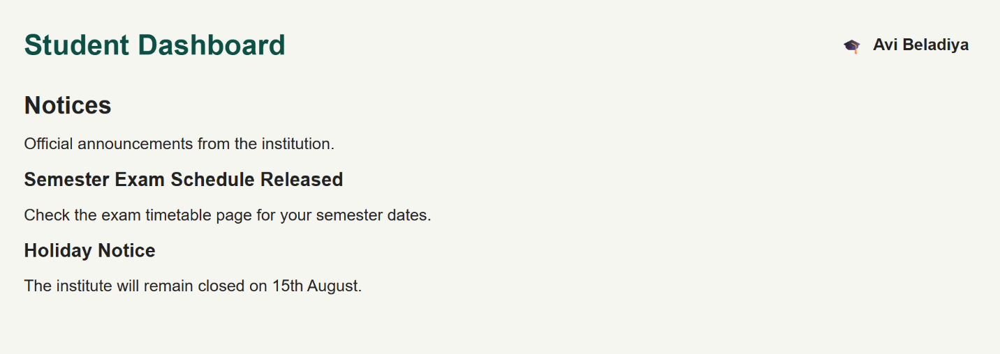 Student Dashboard
Avi Beladiya
Notices
Official announcements from the institution.
Semester Exam Schedule Released
Check the exam timetable page for your semester dates.
Holiday Notice
The institute will remain closed on 15th August.